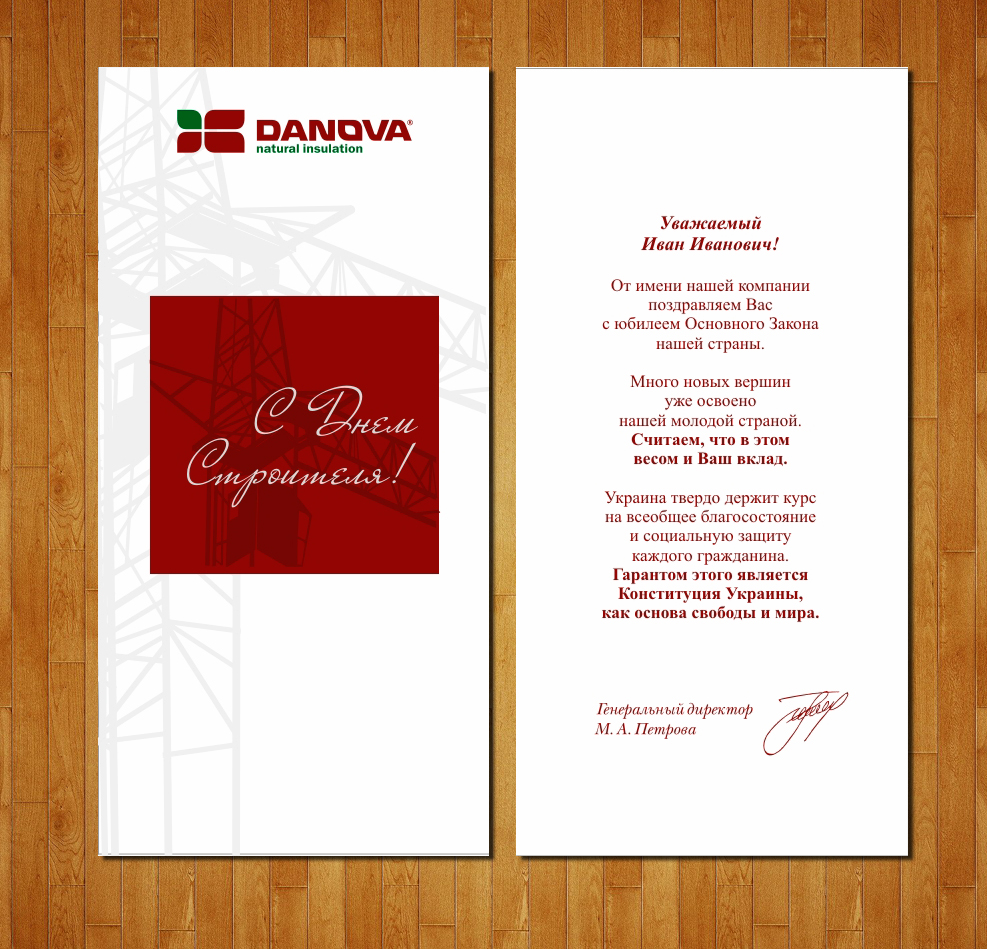 DANOVA®
natural insulation
С Днем
Строителя!
Уважаемый
Иван Иванович!
От имени нашей компании
поздравляем Вас
с юбилеем Основного Закона
нашей страны.
Много новых вершин
уже освоено
нашей молодой страной.
Считаем, что в этом
весом и Ваш вклад.
Украина твердо держит курс
на всеобщее благосостояние
и социальную защиту
каждого гражданина.
Гарантом этого является
Конституция Украины,
как основа свободы и мира.
Генеральный директор
М. А. Петрова